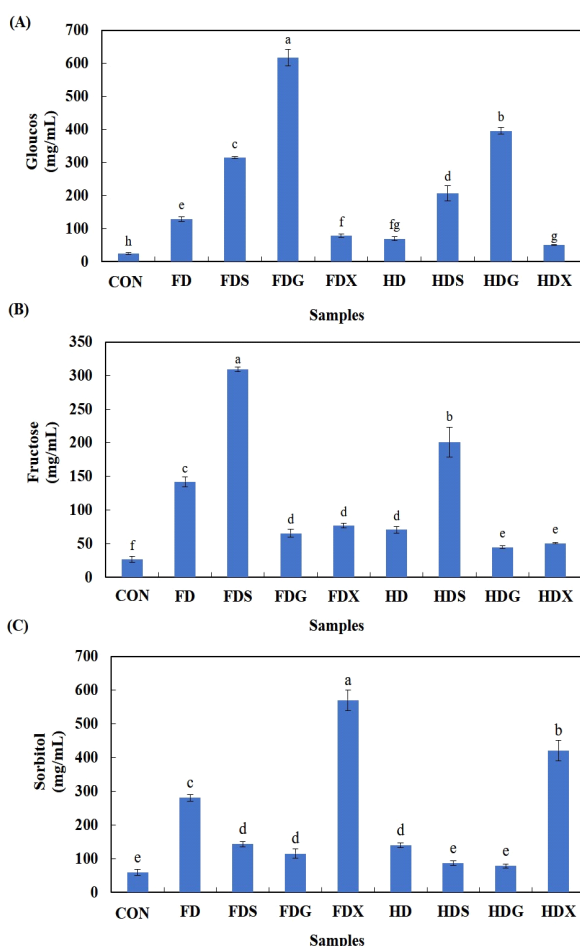 (A)
Gloucos
(mg/mL)
700
600
500
400
300
200
100
0
h
e
c
a
f
fg
d
b
g
CON FD FDS FDG FDX HD HDS HDG HDX
Samples
(B)
Fructose
(mg/mL)
350
300
250
200
150
100
50
0
f
c
a
d
d
d
b
e
e
CON FD FDS FDG FDX HD HDS HDG HDX
Samples
(C)
Sorbitol
(mg/mL)
700
600
500
400
300
200
100
0
e
c
d
d
a
d
e
e
b
CON FD FDS FDG FDX HD HDS HDG HDX
Samples